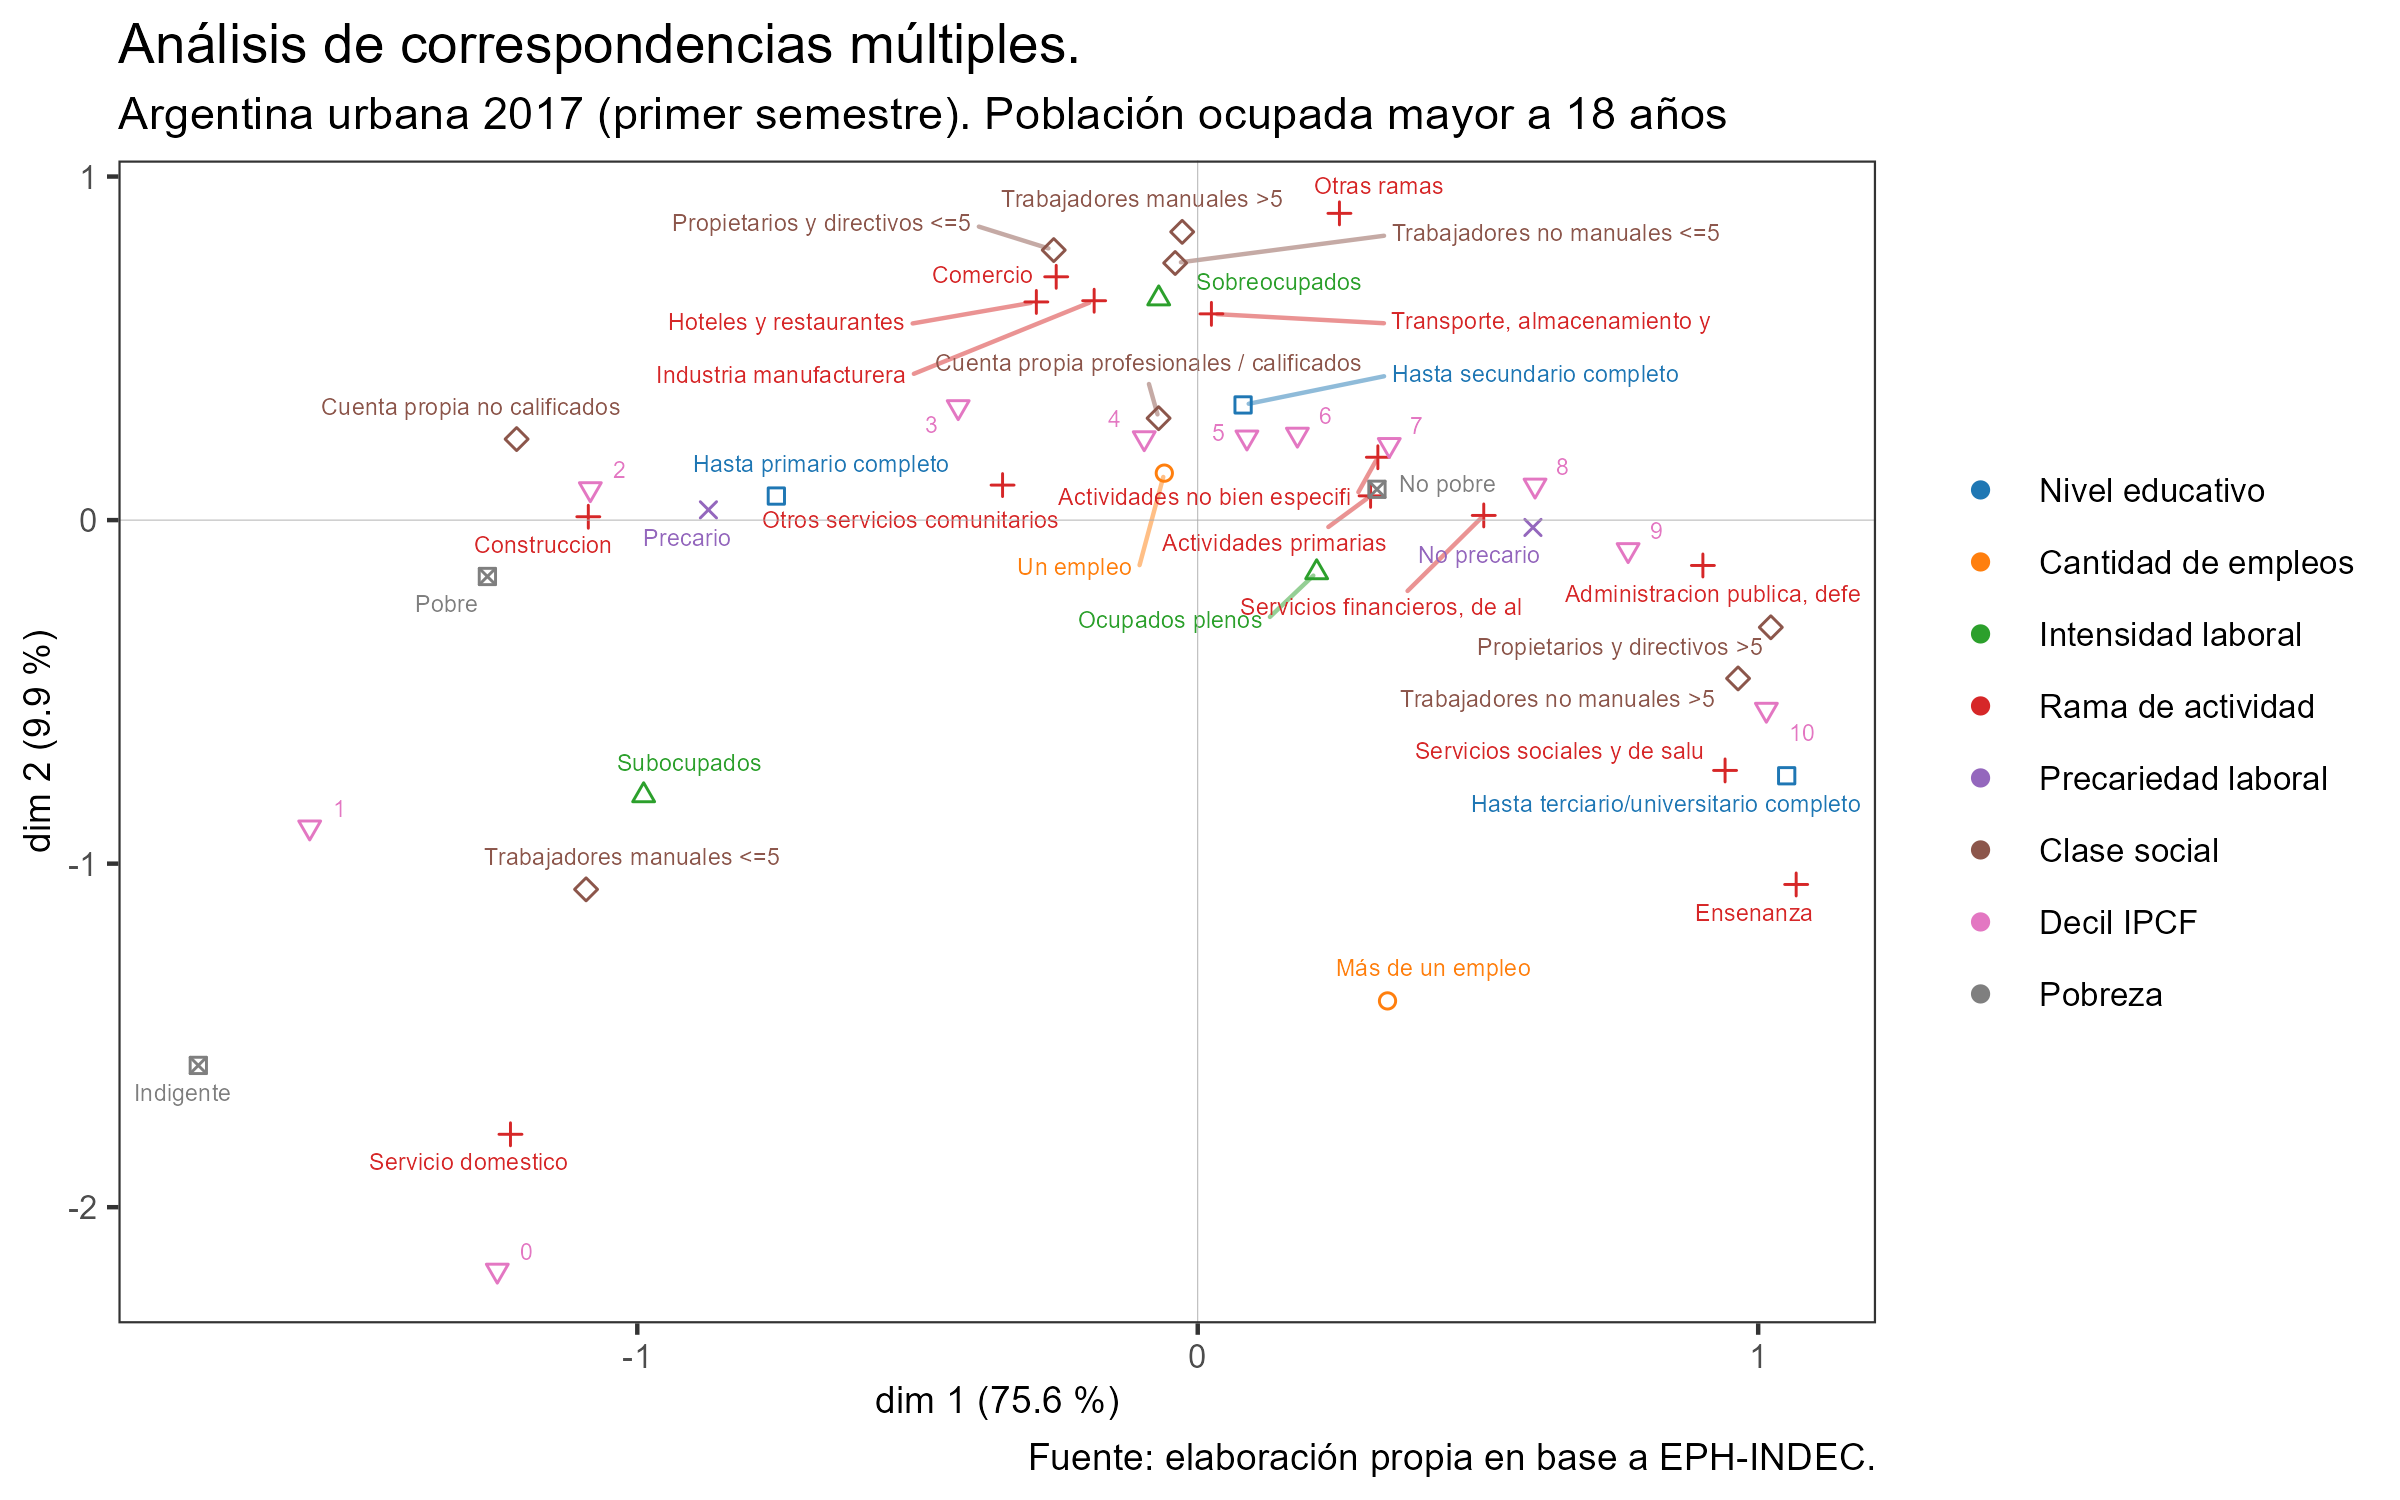 Análisis de correspondencias múltiples.
Argentina urbana 2017 (primer semestre). Población ocupada mayor a 18 años
1
Otras ramas
Trabajadores manuales >5
Propietarios y directivos <=5
Trabajadores no manuales <=5
Comercio
Sobreocupados
Hoteles y restaurantes
Transporte, almacenamiento y
Cuenta propia profesionales / calificados
Industria manufacturera
Hasta secundario completo
Cuenta propia no calificados
3
4
5
6
7
2
Hasta primario completo
8
No pobre
Actividades no bien especifi
0
Otros servicios comunitarios
9
Construccion
Precario
Actividades primarias
No precario
Un empleo
Administracion publica, defe
Pobre
Servicios financieros, de al
Ocupados plenos
Propietarios y directivos >5
Trabajadores no manuales >5
10
Servicios sociales y de salu
Subocupados
Hasta terciario/universitario completo
1
-1
Trabajadores manuales <=5
Ensenanza
Más de un empleo
Indigente
Servicio domestico
-2
0
-1
0
1
dim 1 (75.6 %)
dim 2 (9.9 %)
Nivel educativo
Cantidad de empleos
Intensidad laboral
Rama de actividad
Precariedad laboral
Clase social
Decil IPCF
Pobreza
Fuente: elaboración propia en base a EPH-INDEC.